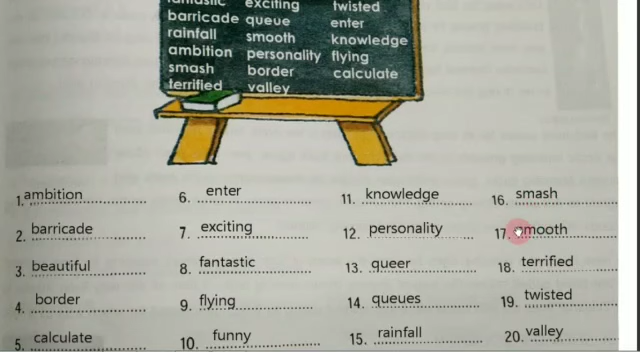 fantastic exciting twisted
barricade queue enter
rainfall smooth knowledge
ambition personality flying
smash border calculate
terrified valley
1. ambition 6. enter 11. knowledge 16. smash
2. barricade 7. exciting 12. personality 17. smooth
3. beautiful 8. fantastic 13. queer 18. terrified
4. border 9. flying 14. queues 19. twisted
5. calculate 10. funny 15. rainfall 20. valley